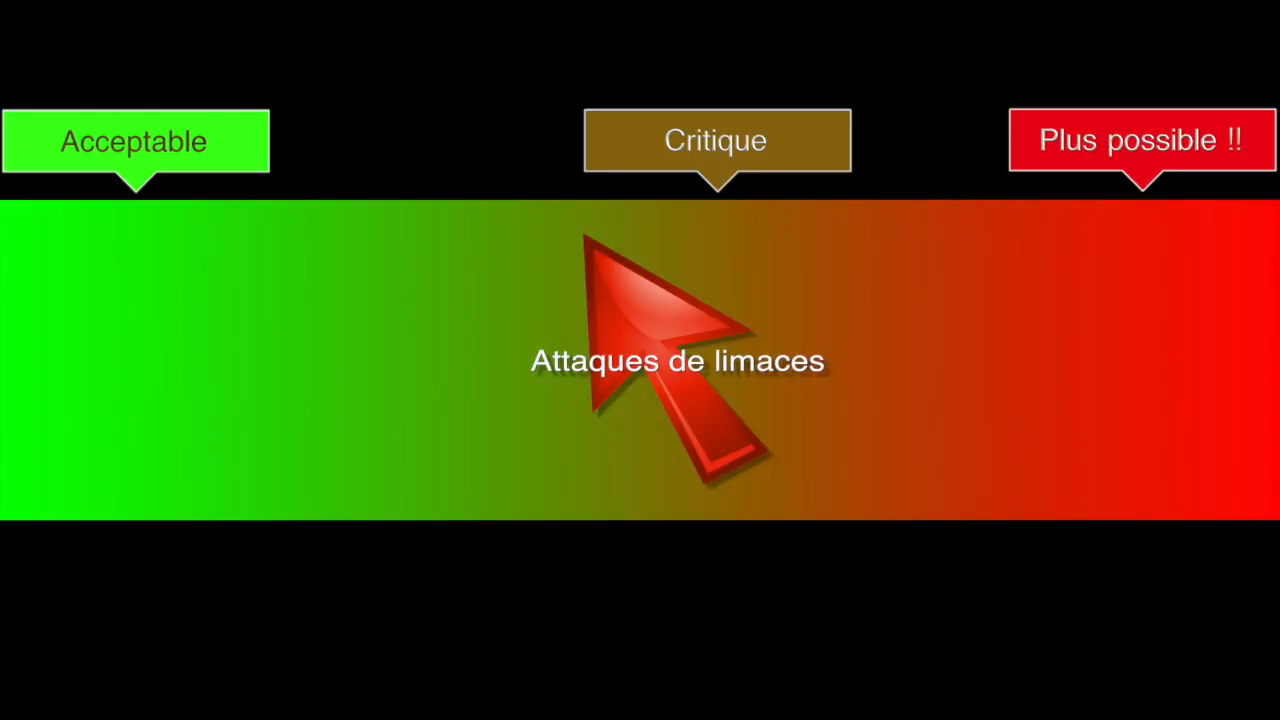 Acceptable
Critique
Plus possible !!
Attaques de limaces